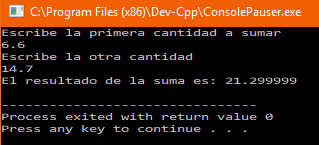 C:\Program Files (x86)\Dev-Cpp\ConsolePauser.exe
Escribe la primera cantidad a sumar
6.6
Escribe la otra cantidad
14.7
El resultado de la suma es: 21.299999
--------------------------------
Process exited with return value 0
Press any key to continue . . .